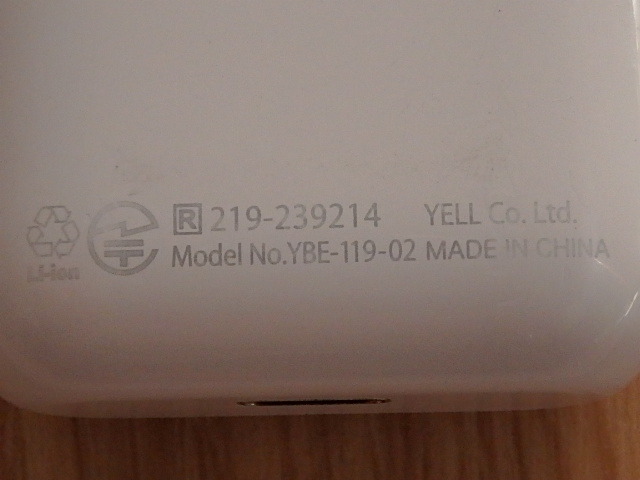 R 219-239214 YELL Co. Ltd.
Model No.YBE-119-02 MADE IN CHINA
Li-ion